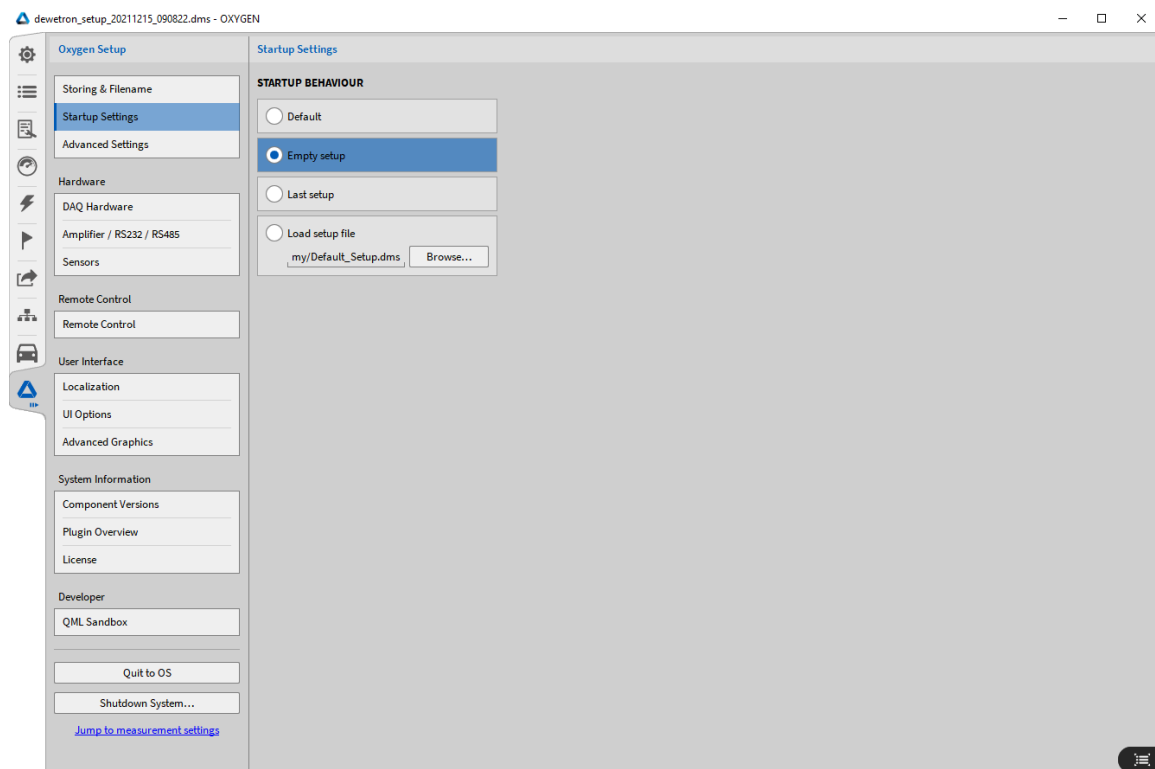 dewetron_setup_20211215_090822.dms - OXYGEN
Oxygen Setup
Storing & Filename
Startup Settings
Advanced Settings
Hardware
DAQ Hardware
Amplifier / RS232 / RS485
Sensors
Remote Control
Remote Control
User Interface
Localization
UI Options
Advanced Graphics
System Information
Component Versions
Plugin Overview
License
Developer
QML Sandbox
Quit to OS
Shutdown System...
Jump to measurement settings
Startup Settings
STARTUP BEHAVIOUR
Default
Empty setup
Last setup
Load setup file
my/Default_Setup.dms Browse...